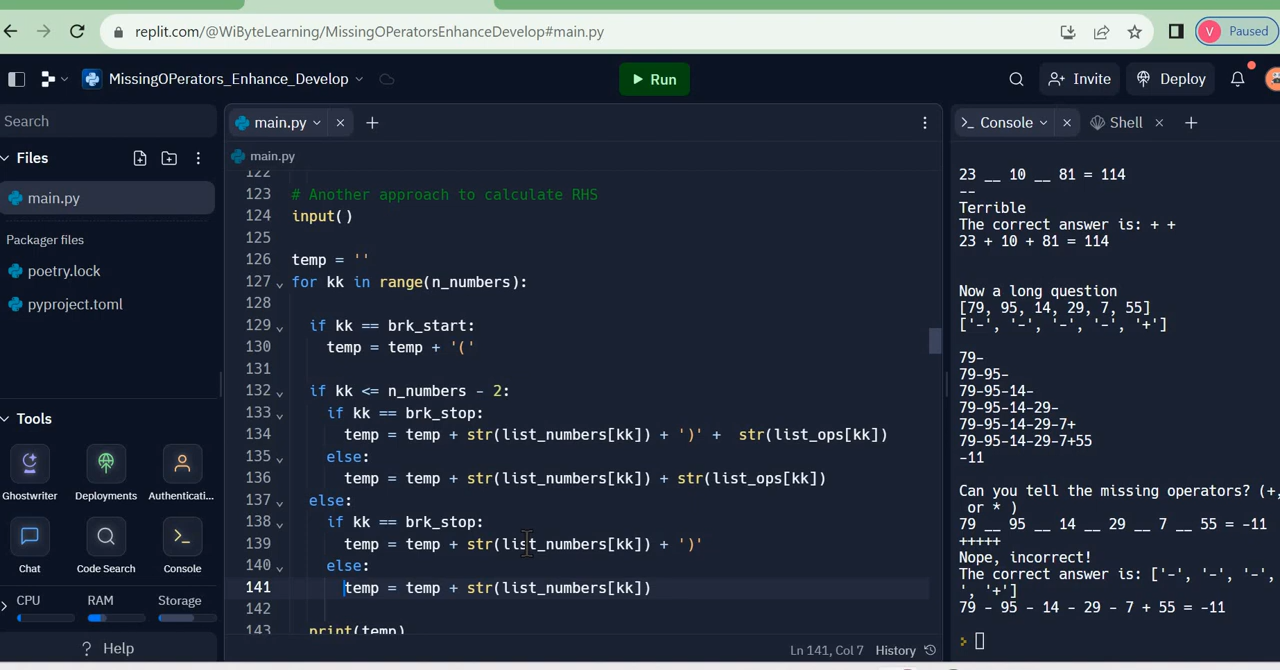 replit.com/@WiByteLearning/MissingOPeratorsEnhanceDevelop#main.py
V Paused
MissingOPerators_Enhance_Develop
Run
Invite
Deploy
Search
Files
main.py
Packager files
poetry.lock
pyproject.toml
Tools
Ghostwriter
Deployments
Authenticati...
Chat
Code Search
Console
CPU
RAM
Storage
? Help
main.py
main.py
122
123 # Another approach to calculate RHS
124 input()
125
126 temp = ''
127 for kk in range(n_numbers):
128
129 if kk == brk_start:
130 temp = temp + '('
131
132 if kk <= n_numbers - 2:
133 if kk == brk_stop:
134 temp = temp + str(list_numbers[kk]) + ')' +  str(list_ops[kk])
135 else:
136 temp = temp + str(list_numbers[kk]) + str(list_ops[kk])
137 else:
138 if kk == brk_stop:
139 temp = temp + str(list_numbers[kk]) + ')'
140 else:
141 temp = temp + str(list_numbers[kk])
142
143 print(temp)
Ln 141, Col 7
History
Console
Shell
23 __ 10 __ 81 = 114
--
Terrible
The correct answer is: + +
23 + 10 + 81 = 114
Now a long question
[79, 95, 14, 29, 7, 55]
['-', '-', '-', '-', '+']
79-
79-95-
79-95-14-
79-95-14-29-
79-95-14-29-7+
79-95-14-29-7+55
-11
Can you tell the missing operators? (+,
or * )
79 __ 95 __ 14 __ 29 __ 7 __ 55 = -11
+++++
Nope, incorrect!
The correct answer is: ['-', '-', '-',
, '+']
79 - 95 - 14 - 29 - 7 + 55 = -11